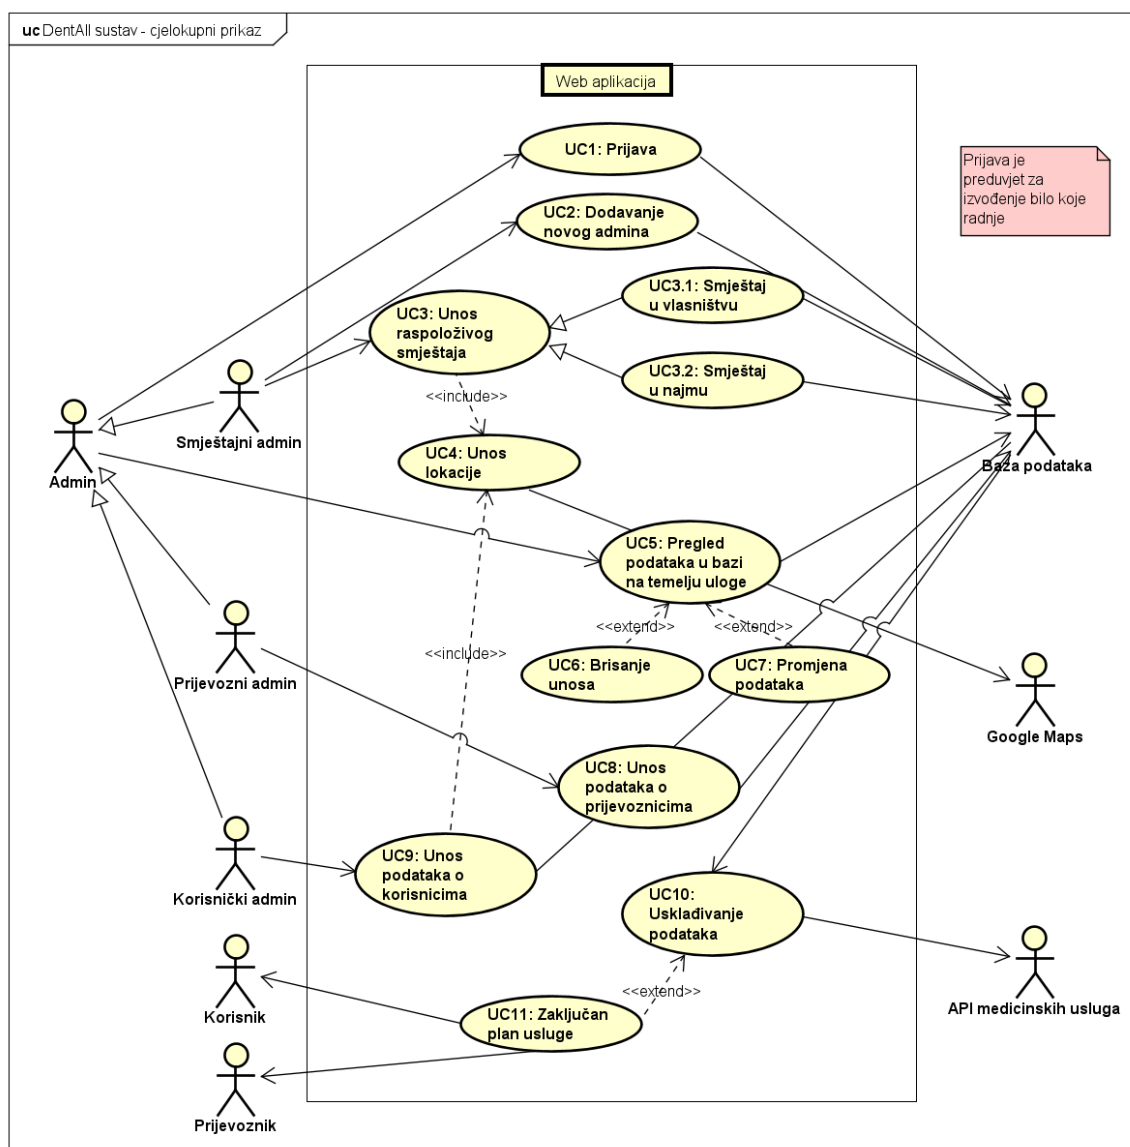 uc DentAll sustav - cjelokupni prikaz
Web aplikacija
UC1: Prijava
Prijava je
preduvjet za
izvođenje bilo koje
radnje
UC2: Dodavanje
novog admina
UC3.1: Smještaj
u vlasništvu
UC3: Unos
raspoloživog
smještaja
UC3.2: Smještaj
u najmu
<<include>>
Smještajni admin
Admin
UC4: Unos
lokacije
Baza podataka
UC5: Pregled
podataka u bazi
na temelju uloge
<<extend>>
<<extend>>
<<include>>
UC6: Brisanje
unosa
UC7: Promjena
podataka
Prijevozni admin
Google Maps
UC8: Unos
podataka o
prijevoznicima
UC9: Unos
podataka o
korisnicima
Korisnički admin
UC10:
Usklađivanje
podataka
<<extend>>
Korisnik
API medicinskih usluga
UC11: Zaključan
plan usluge
Prijevoznik